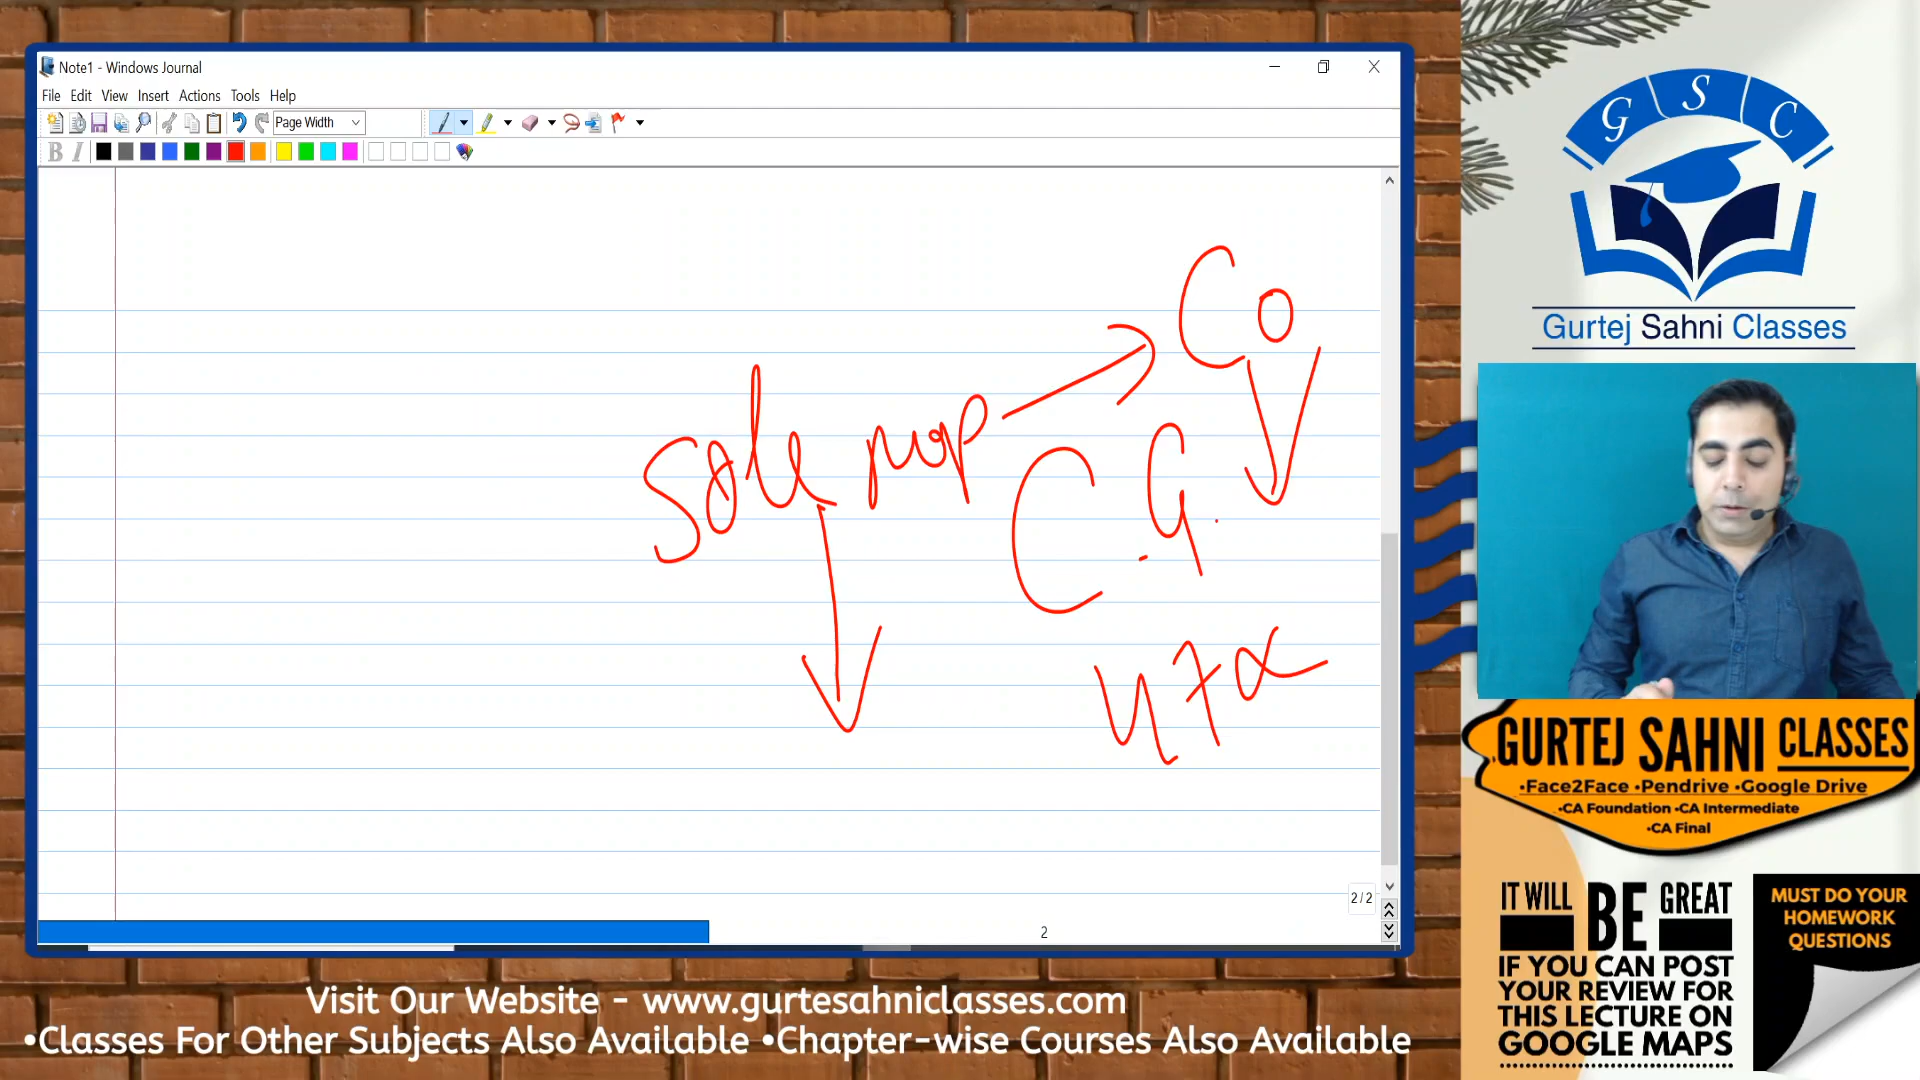 Note1 - Windows Journal
File Edit View Insert Actions Tools Help
Page Width
B I
Co
Sole prop
C.G.
47α
2 / 2
2
G S C
Gurtej Sahni Classes
GURTEJ SAHNI CLASSES
•Face2Face •Pendrive •Google Drive
•CA Foundation •CA Intermediate
•CA Final
IT WILL BE GREAT
IF YOU CAN POST
YOUR REVIEW FOR
THIS LECTURE ON
GOOGLE MAPS
MUST DO YOUR
HOMEWORK
QUESTIONS
Visit Our Website - www.gurtesahniclasses.com
•Classes For Other Subjects Also Available •Chapter-wise Courses Also Available